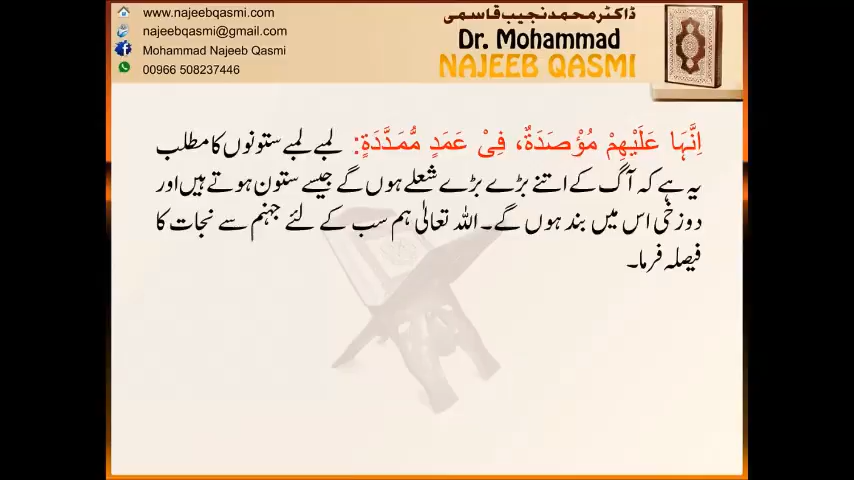 www.najeebqasmi.com
najeebqasmi@gmail.com
Mohammad Najeeb Qasmi
00966 508237446
ڈاکٹر محمد نجیب قاسمی
Dr. Mohammad
NAJEEB QASMI
اِنَّہَا عَلَیْہِمْ مُؤْصَدَۃٌ، فِیْ عَمَدٍ مُّمَدَّدَۃٍ: لمبے لمبے ستونوں کا مطلب
یہ ہے کہ آگ کے اتنے بڑے بڑے شعلے ہوں گے جیسے ستون ہوتے ہیں اور
دوزخی اس میں بند ہوں گے۔ اللہ تعالیٰ ہم سب کے لئے جہنم سے نجات کا
فیصلہ فرما۔